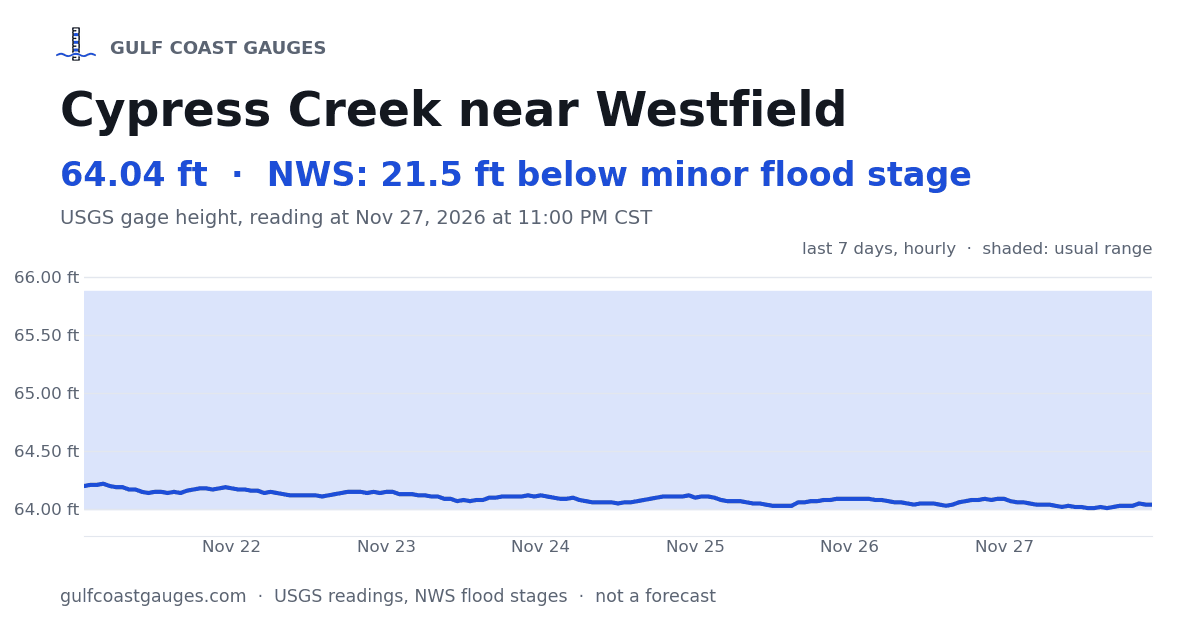 GULF COAST GAUGES
Cypress Creek near Westfield
64.04 ft · NWS: 21.5 ft below minor flood stage
USGS gage height, reading at Nov 27, 2026 at 11:00 PM CST
last 7 days, hourly · shaded: usual range
66.00 ft
65.50 ft
65.00 ft
64.50 ft
64.00 ft
Nov 22 Nov 23 Nov 24 Nov 25 Nov 26 Nov 27
gulfcoastgauges.com · USGS readings, NWS flood stages · not a forecast